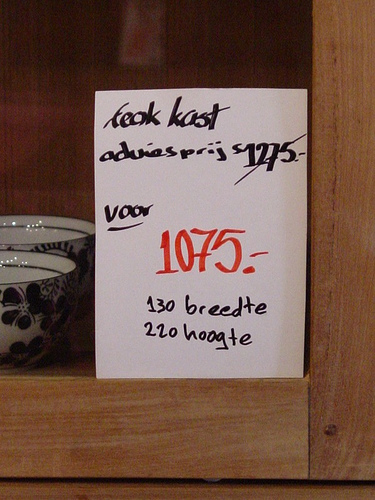 teak kast
adviesprijs 1275.-
voor
1075.-
130 breedte
220 hoogte